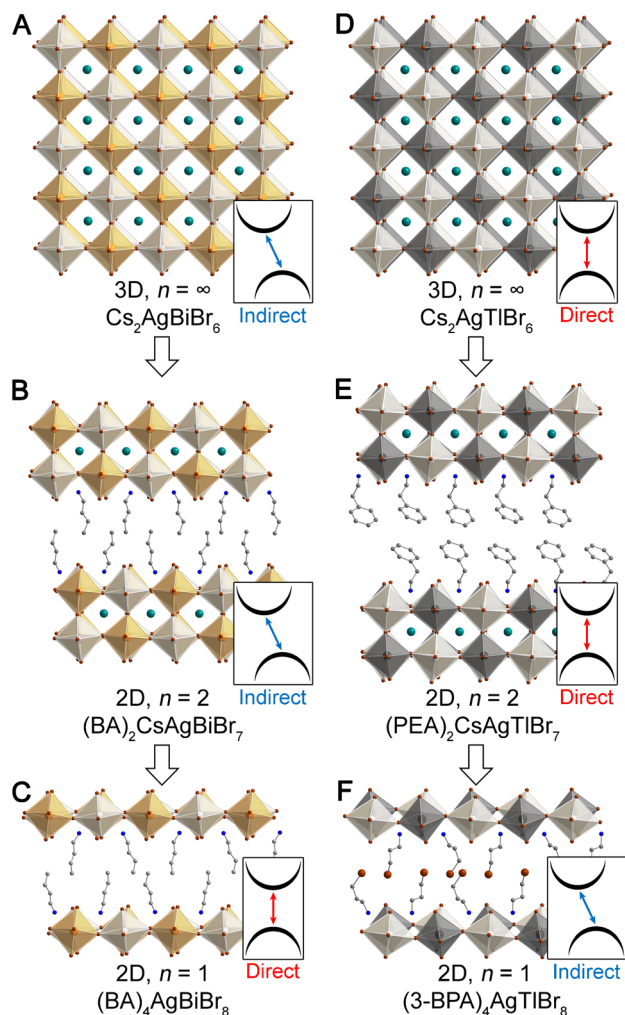 A
Indirect
3D, n = ∞
Cs₂AgBiBr₆
D
Direct
3D, n = ∞
Cs₂AgTlBr₆
B
Indirect
2D, n = 2
(BA)₂CsAgBiBr₇
E
Direct
2D, n = 2
(PEA)₂CsAgTlBr₇
C
Direct
2D, n = 1
(BA)₄AgBiBr₈
F
Indirect
2D, n = 1
(3-BPA)₄AgTlBr₈